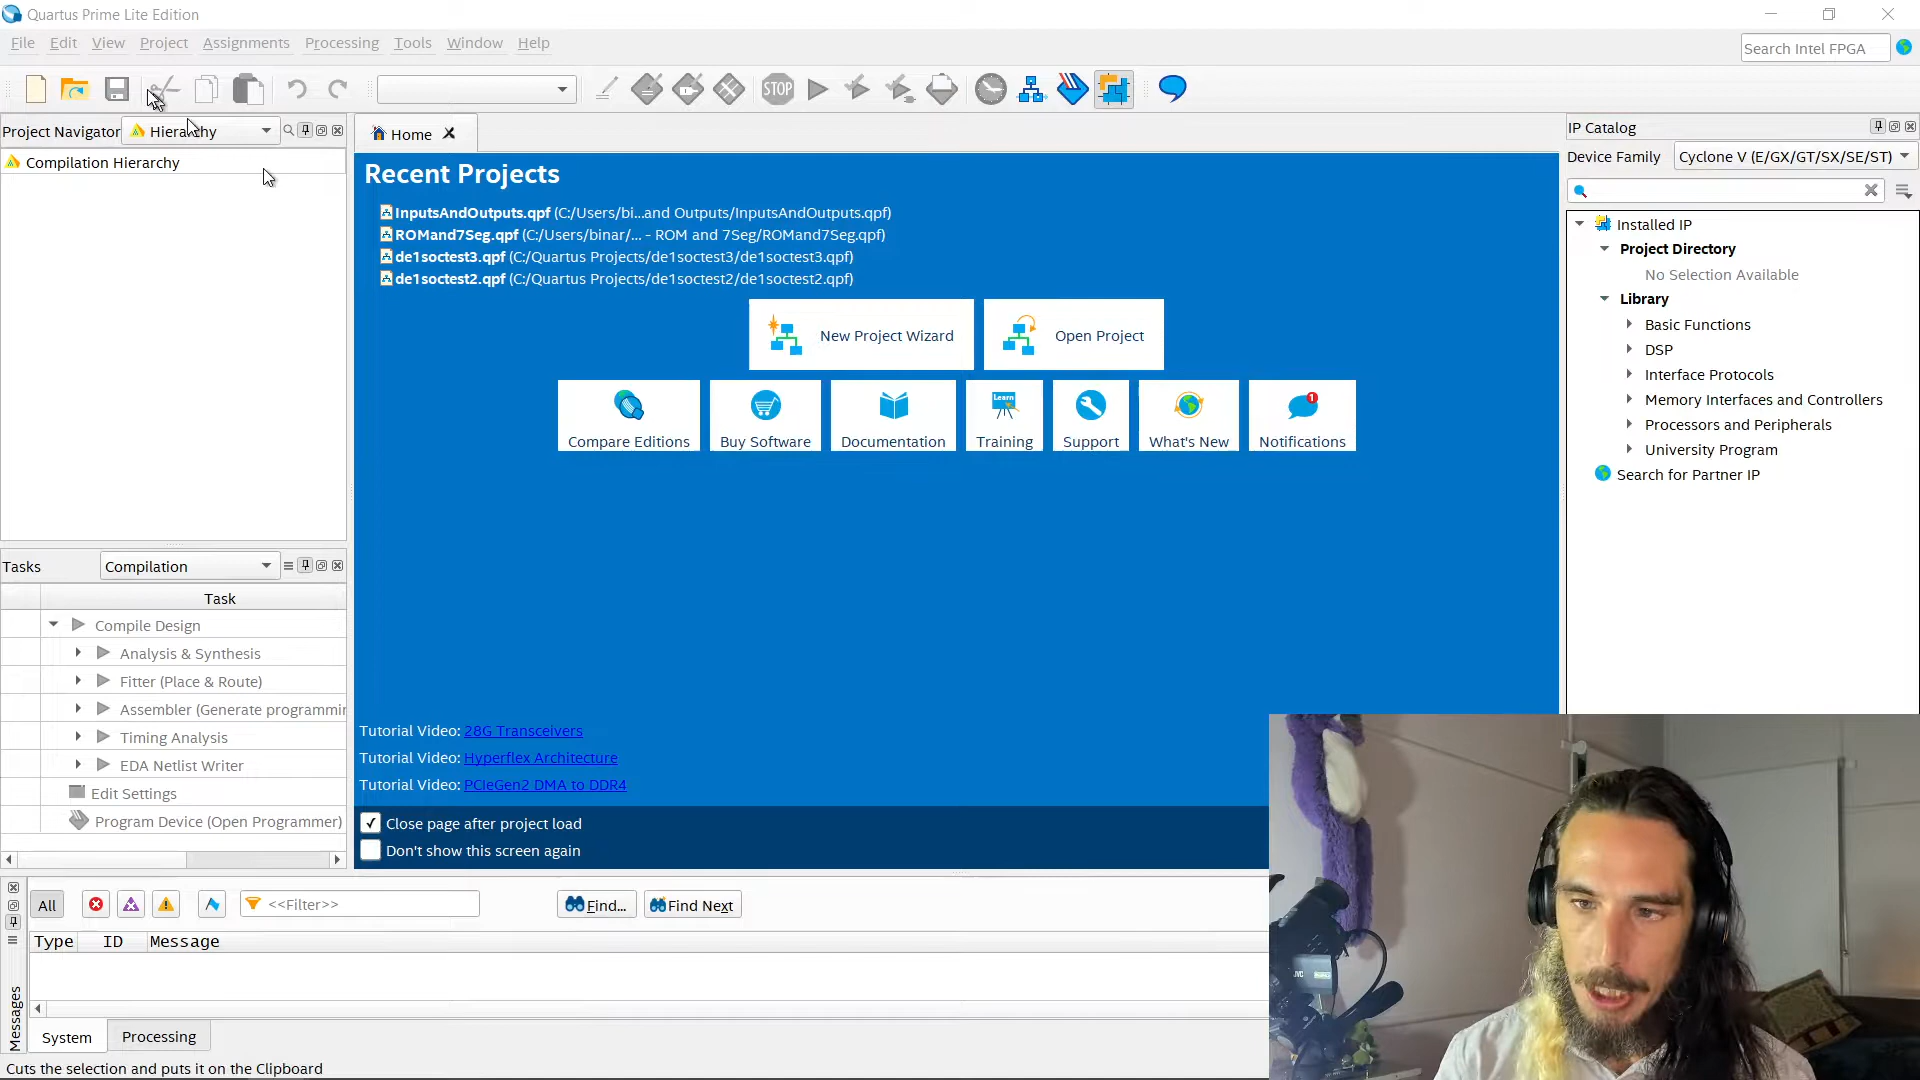 Quartus Prime Lite Edition
File Edit View Project Assignments Processing Tools Window Help
Search Intel FPGA
STOP
Project Navigator Hierarchy
Compilation Hierarchy
Home
Recent Projects
InputsAndOutputs.qpf (C:/Users/bi...and Outputs/InputsAndOutputs.qpf)
ROMand7Seg.qpf (C:/Users/binar/... - ROM and 7Seg/ROMand7Seg.qpf)
de1soctest3.qpf (C:/Quartus Projects/de1soctest3/de1soctest3.qpf)
de1soctest2.qpf (C:/Quartus Projects/de1soctest2/de1soctest2.qpf)
New Project Wizard
Open Project
Compare Editions
Buy Software
Documentation
Learn
Training
Support
What's New
1
Notifications
Tutorial Video: 28G Transceivers
Tutorial Video: Hyperflex Architecture
Tutorial Video: PCIeGen2 DMA to DDR4
Close page after project load
Don't show this screen again
IP Catalog
Device Family Cyclone V (E/GX/GT/SX/SE/ST)
Installed IP
Project Directory
No Selection Available
Library
Basic Functions
DSP
Interface Protocols
Memory Interfaces and Controllers
Processors and Peripherals
University Program
Search for Partner IP
Tasks Compilation
Task
Compile Design
Analysis & Synthesis
Fitter (Place & Route)
Assembler (Generate programmin
Timing Analysis
EDA Netlist Writer
Edit Settings
Program Device (Open Programmer)
All <<Filter>> Find... Find Next
Type ID Message
Messages
System Processing
Cuts the selection and puts it on the Clipboard
JVC